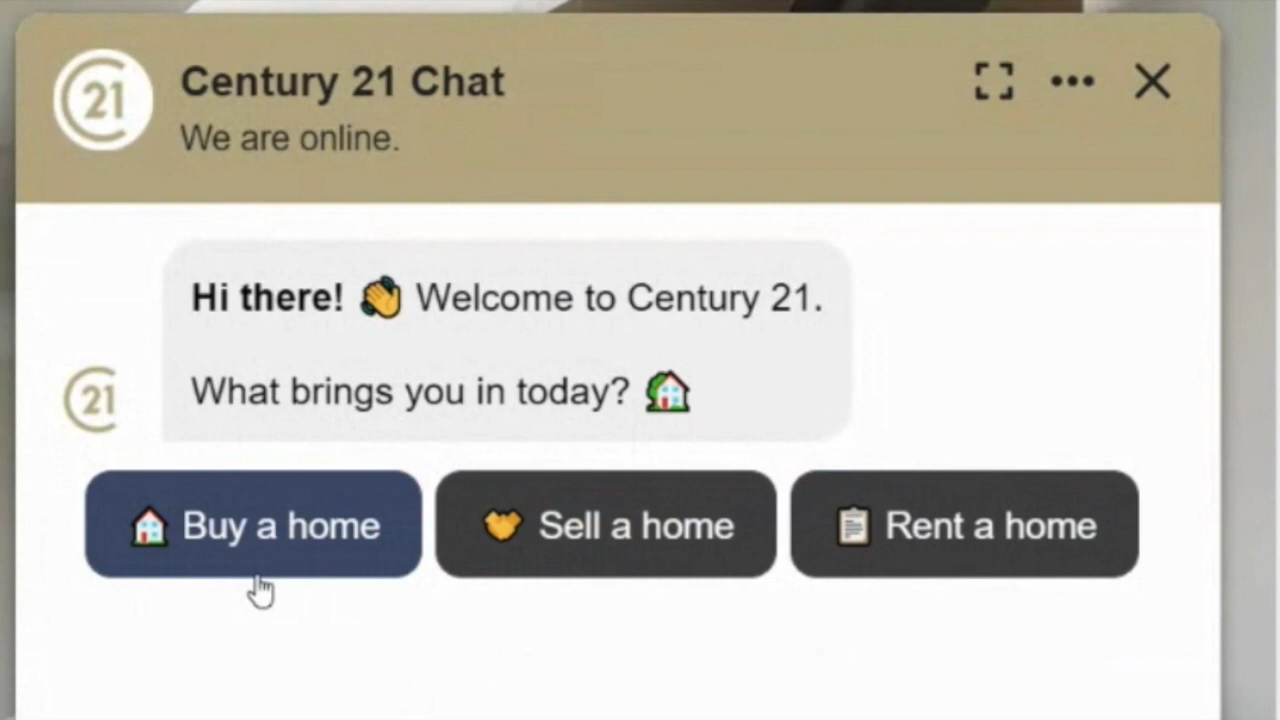 21
Century 21 Chat
We are online.
Hi there! 👋 Welcome to Century 21.
What brings you in today? 🏡
21
🏠 Buy a home
🤝 Sell a home
📋 Rent a home